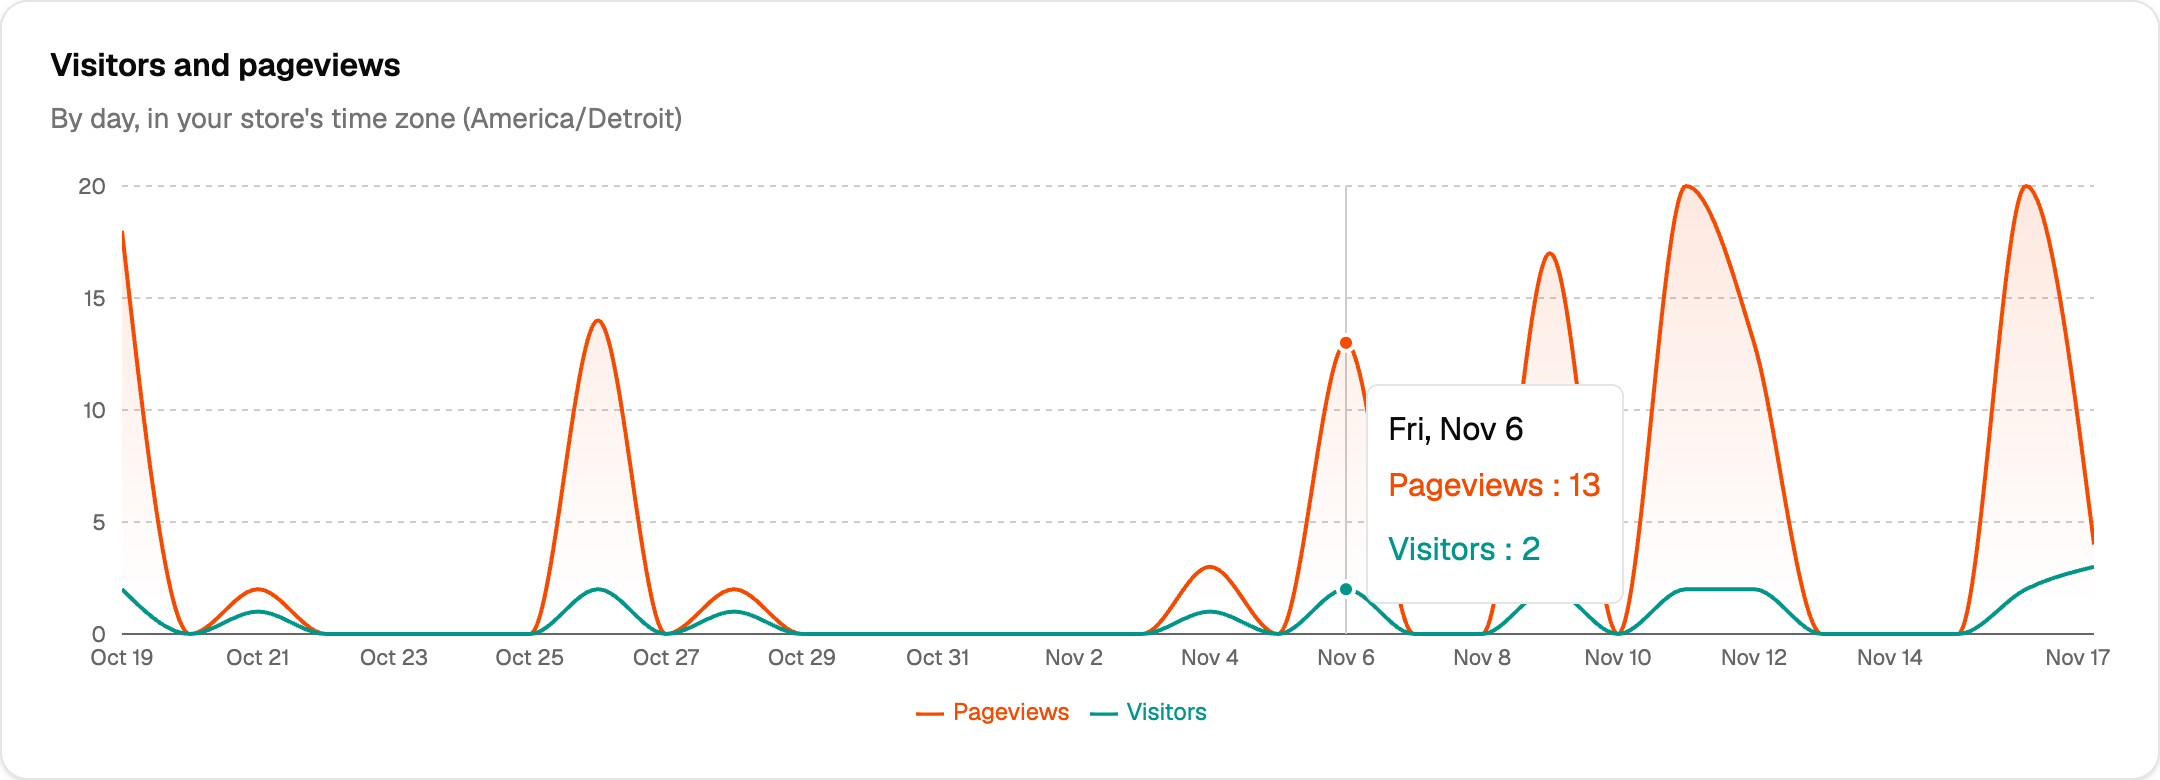 Visitors and pageviews
By day, in your store's time zone (America/Detroit)
20
15
10
5
0
Fri, Nov 6
Pageviews : 13
Visitors : 2
Oct 19 Oct 21 Oct 23 Oct 25 Oct 27 Oct 29 Oct 31 Nov 2 Nov 4 Nov 6 Nov 8 Nov 10 Nov 12 Nov 14 Nov 17
Pageviews Visitors